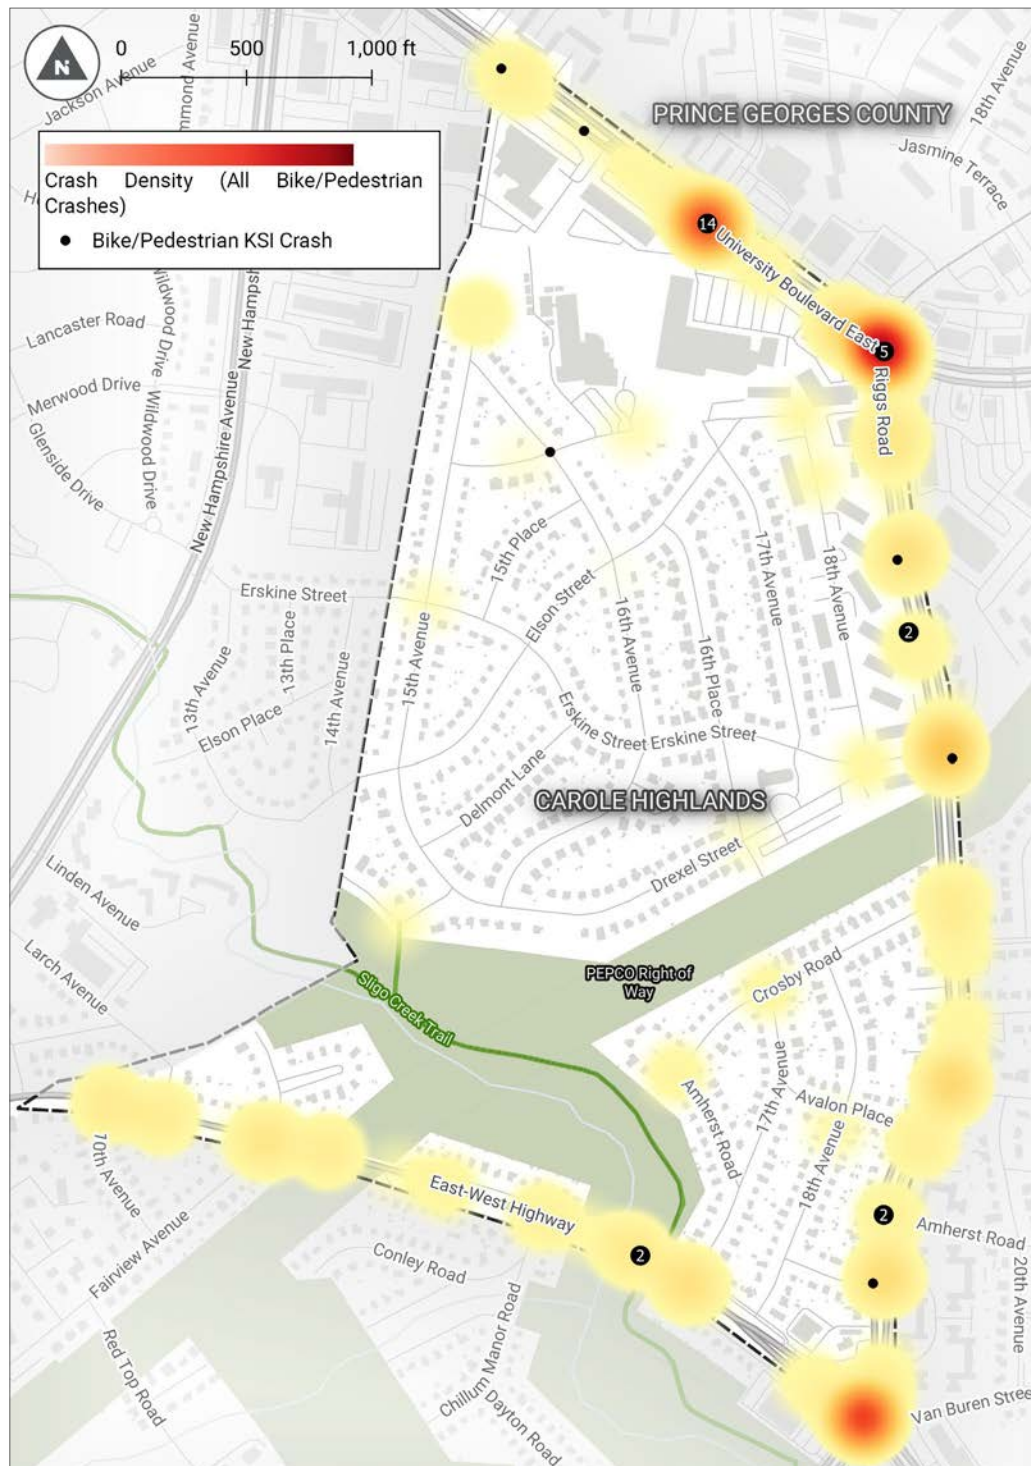 N
0 500 1,000 ft
Jackson Avenue
mmond Avenue
PRINCE GEORGES COUNTY
18th Avenue
Jasmine Terrace
Crash Density (All Bike/Pedestrian
Crashes)
Bike/Pedestrian KSI Crash
14
University Boulevard East
5
Riggs Road
New Hampsh
Wildwood Drive
Lancaster Road
Merwood Drive
Wildwood Drive
Glenside Drive
New Hampshire Avenue
15th Place
Elson Street
17th Avenue
18th Avenue
Erskine Street
13th Place
13th Avenue
14th Avenue
Elson Place
15th Avenue
16th Avenue
16th Place
2
Erskine Street
Erskine Street
Delmont Lane
CAROLE HIGHLANDS
Drexel Street
Linden Avenue
Larch Avenue
PEPCO Right of
Way
Crosby Road
Sligo Creek Trail
Amherst Road
17th Avenue
Avalon Place
18th Avenue
10th Avenue
Fairview Avenue
East-West Highway
2
2
Amherst Road
20th Avenue
Conley Road
Chillum Manor Road
Dayton Road
Red Top Road
Van Buren Stree